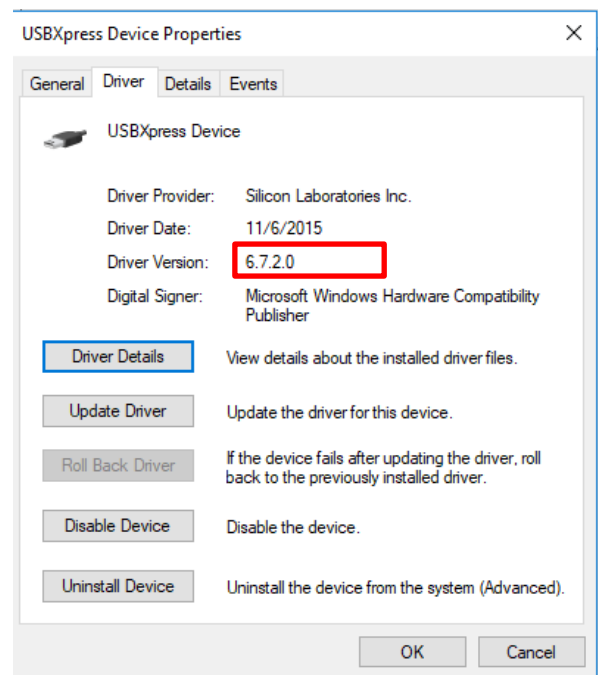 USBXpress Device Properties
General Driver Details Events
USBXpress Device
Driver Provider: Silicon Laboratories Inc.
Driver Date: 11/6/2015
Driver Version: 6.7.2.0
Digital Signer: Microsoft Windows Hardware Compatibility
Publisher
Driver Details View details about the installed driver files.
Update Driver Update the driver for this device.
Roll Back Driver If the device fails after updating the driver, roll
back to the previously installed driver.
Disable Device Disable the device.
Uninstall Device Uninstall the device from the system (Advanced).
OK Cancel